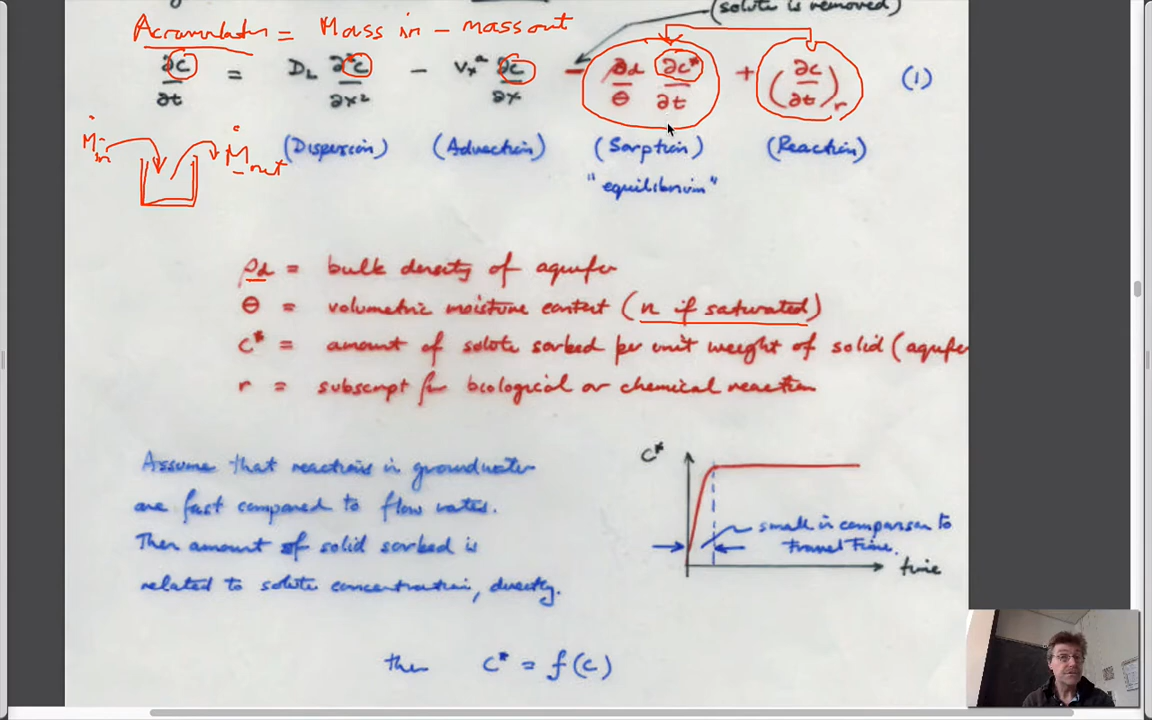 (solute is removed)
Accumulation = Mass in - mass out
∂c/∂t = D_L ∂²c/∂x² - v_x^a ∂c/∂x - ρd/θ ∂c*/∂t + (∂c/∂t)_r (1)
Ṁ in
Ṁ out
(Dispersion) (Advection) (Sorption) (Reaction)
"equilibrium"
ρd = bulk density of aquifer
θ = volumetric moisture content (n if saturated)
c* = amount of solute sorbed per unit weight of solid (aquifer
r = subscript for biological or chemical reaction
Assume that reactions in groundwater
are fast compared to flow rates.
Then amount of solid sorbed is
related to solute concentration, directly.
c*
small in comparison to
travel time.
time
then c* = f(c)